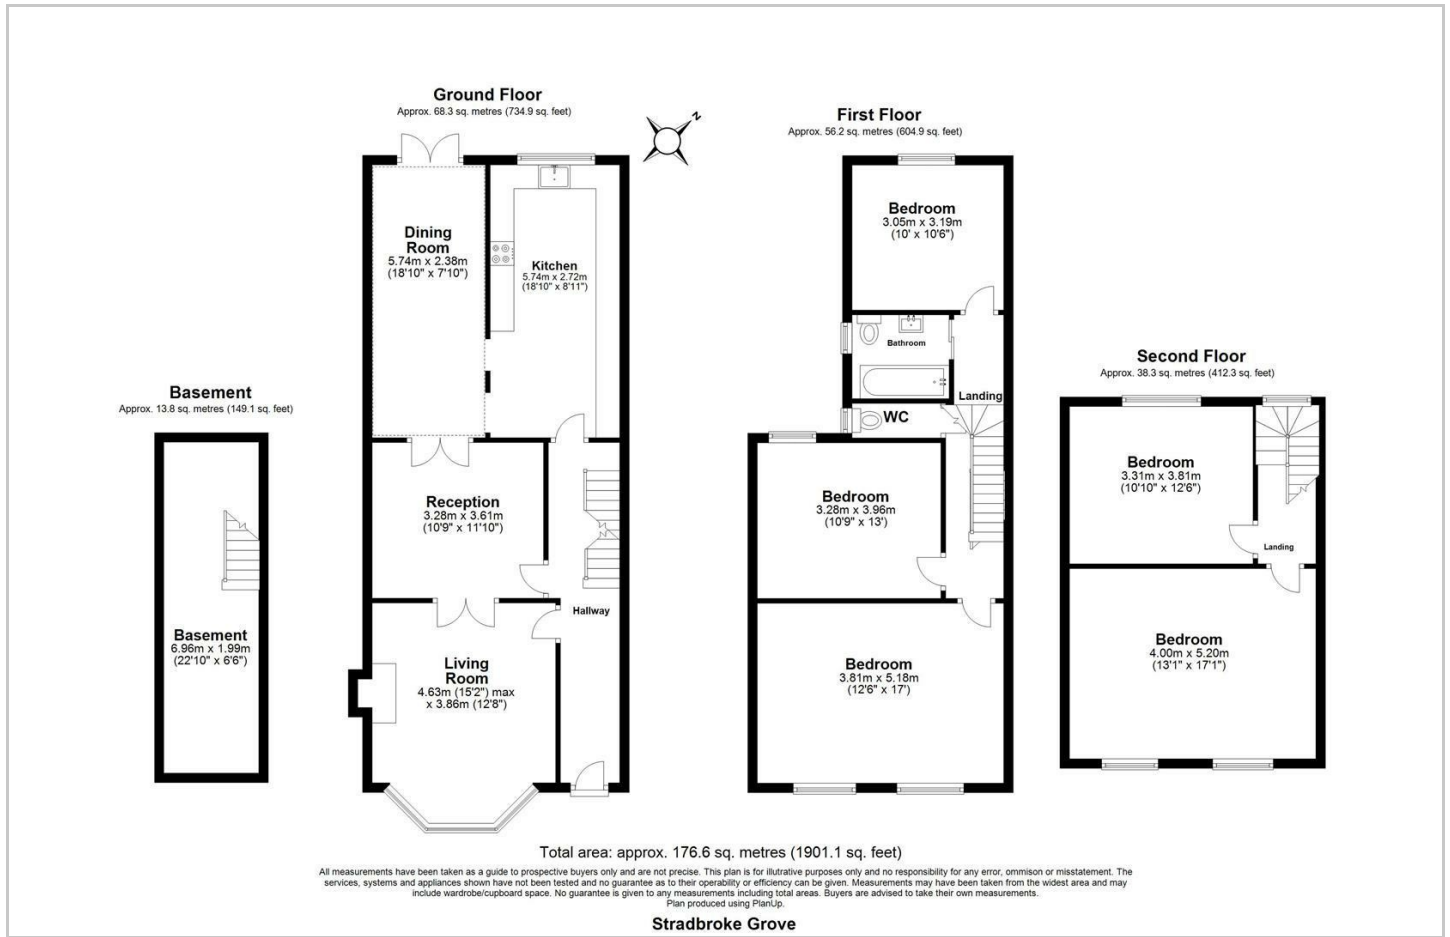 Ground Floor
Approx. 68.3 sq. metres (734.9 sq. feet)
N
Dining
Room
5.74m x 2.38m
(18'10" x 7'10")
Kitchen
5.74m x 2.72m
(18'10" x 8'11")
Reception
3.28m x 3.61m
(10'9" x 11'10")
Hallway
Living
Room
4.63m (15'2") max
x 3.86m (12'8")
Basement
Approx. 13.8 sq. metres (149.1 sq. feet)
Basement
6.96m x 1.99m
(22'10" x 6'6")
First Floor
Approx. 56.2 sq. metres (604.9 sq. feet)
Bedroom
3.05m x 3.19m
(10' x 10'6")
Bathroom
Landing
WC
Bedroom
3.28m x 3.96m
(10'9" x 13')
Bedroom
3.81m x 5.18m
(12'6" x 17')
Second Floor
Approx. 38.3 sq. metres (412.3 sq. feet)
Bedroom
3.31m x 3.81m
(10'10" x 12'6")
Landing
Bedroom
4.00m x 5.20m
(13'1" x 17'1")
Total area: approx. 176.6 sq. metres (1901.1 sq. feet)
All measurements have been taken as a guide to prospective buyers only and are not precise. This plan is for illutrative purposes only and no responsibility for any error, ommison or misstatement. The
services, systems and appliances shown have not been tested and no guarantee as to their operability or efficiency can be given. Measurements may have been taken from the widest area and may
include wardrobe/cupboard space. No guarantee is given to any measurements including total areas. Buyers are advised to take their own measurements.
Plan produced using PlanUp.
Stradbroke Grove